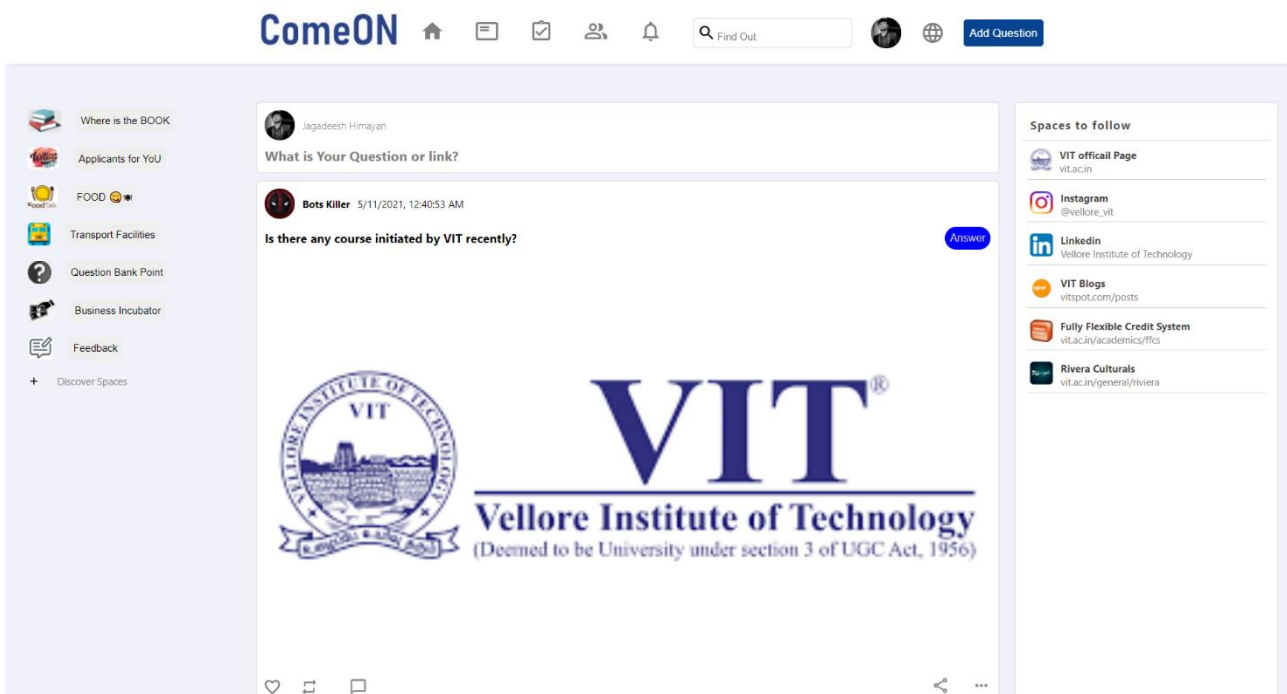 ComeON
Find Out
Add Question
Where is the BOOK
Applicants for YoU
FOOD 😋🍽
Transport Facilities
Question Bank Point
Business Incubator
Feedback
+ Discover Spaces
Jagadeesh Himayan
What is Your Question or link?
Bots Killer 5/11/2021, 12:40:53 AM
Is there any course initiated by VIT recently?
Answer
VELLORE INSTITUTE OF TECHNOLOGY
VIT
VIT®
Vellore Institute of Technology
(Deemed to be University under section 3 of UGC Act, 1956)
Spaces to follow
VIT officail Page
vit.ac.in
Instagram
@vellore_vit
in
Linkedin
Vellore Institute of Technology
VIT Blogs
vitspot.com/posts
Fully Flexible Credit System
vit.ac.in/academics/ffcs
Rivera Culturals
vit.ac.in/general/riviera